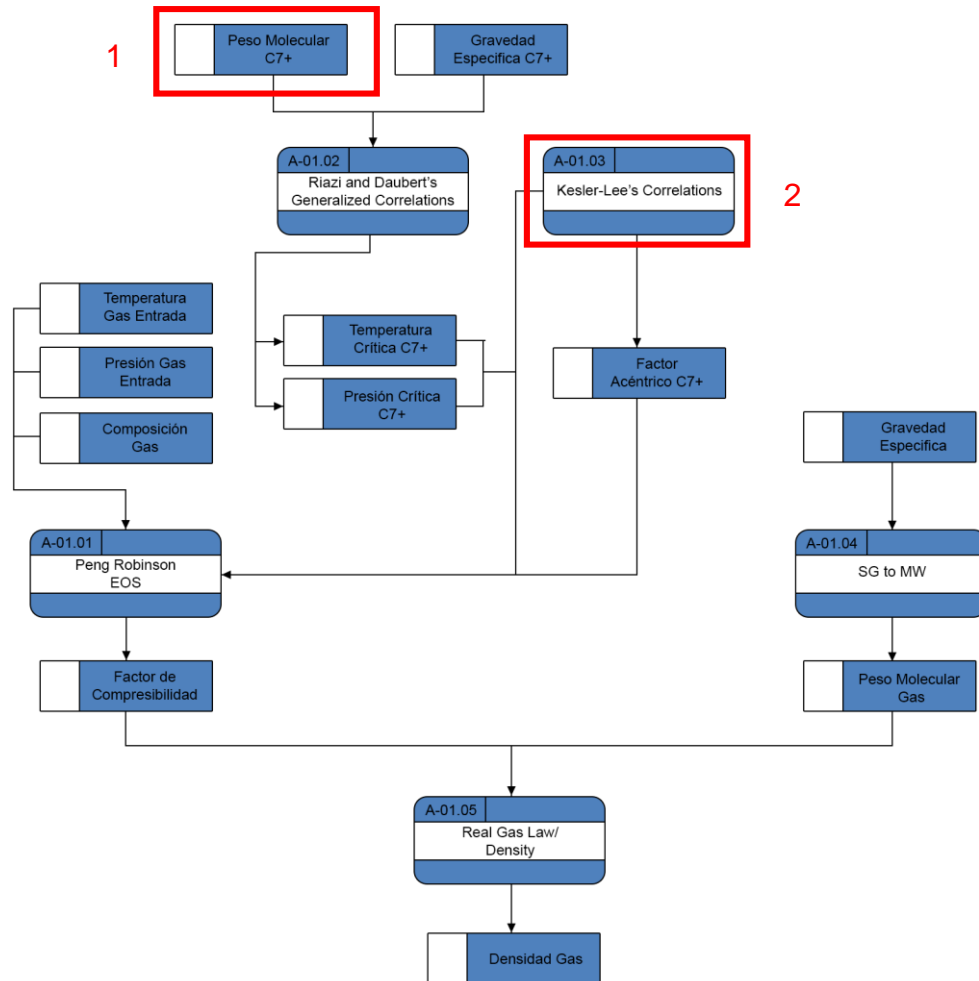 1
Peso Molecular
C7+
Gravedad
Especifica C7+
A-01.02
Riazi and Daubert's
Generalized Correlations
A-01.03
Kesler-Lee's Correlations
2
Temperatura
Gas Entrada
Presión Gas
Entrada
Composición
Gas
Temperatura
Crítica C7+
Presión Crítica
C7+
Factor
Acéntrico C7+
Gravedad
Especifica
A-01.01
Peng Robinson
EOS
A-01.04
SG to MW
Factor de
Compresibilidad
Peso Molecular
Gas
A-01.05
Real Gas Law/
Density
Densidad Gas